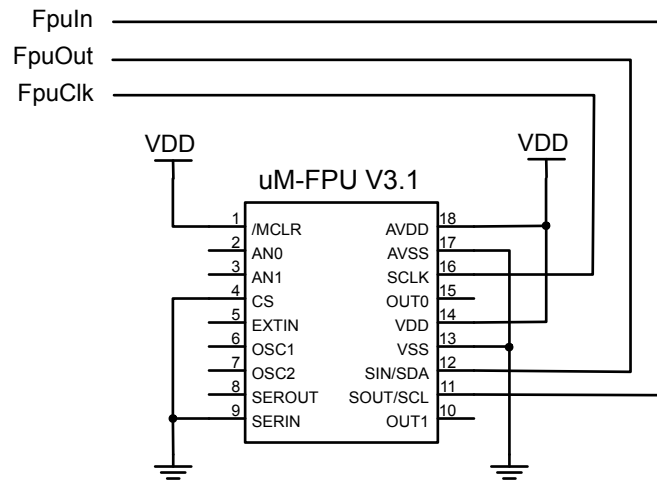 FpuIn
FpuOut
FpuClk
VDD VDD
uM-FPU V3.1
1 /MCLR AVDD 18
2 AN0 AVSS 17
3 AN1 SCLK 16
4 CS OUT0 15
5 EXTIN VDD 14
6 OSC1 VSS 13
7 OSC2 SIN/SDA 12
8 SEROUT SOUT/SCL 11
9 SERIN OUT1 10